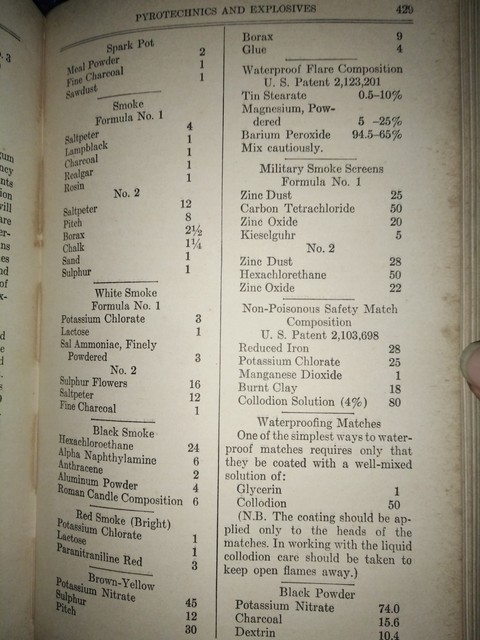 PYROTECHNICS AND EXPLOSIVES 429
Spark Pot
Meal Powder 2
Fine Charcoal 1
Sawdust 1
Smoke
Formula No. 1
Saltpeter 4
Lampblack 1
Charcoal 1
Realgar 1
Rosin 1
No. 2
Saltpeter 12
Pitch 8
Borax 2½
Chalk 1¼
Sand 1
Sulphur 1
White Smoke
Formula No. 1
Potassium Chlorate 3
Lactose 1
Sal Ammoniac, Finely
Powdered 3
No. 2
Sulphur Flowers 16
Saltpeter 12
Fine Charcoal 1
Black Smoke
Hexachloroethane 24
Alpha Naphthylamine 6
Anthracene 2
Aluminum Powder 4
Roman Candle Composition 6
Red Smoke (Bright)
Potassium Chlorate 1
Lactose 1
Paranitraniline Red 3
Brown-Yellow
Potassium Nitrate 45
Sulphur 12
Pitch 30
Borax 9
Glue 4
Waterproof Flare Composition
U. S. Patent 2,123,201
Tin Stearate 0.5–10%
Magnesium, Pow-
dered 5 –25%
Barium Peroxide 94.5–65%
Mix cautiously.
Military Smoke Screens
Formula No. 1
Zinc Dust 25
Carbon Tetrachloride 50
Zinc Oxide 20
Kieselguhr 5
No. 2
Zinc Dust 28
Hexachlorethane 50
Zinc Oxide 22
Non-Poisonous Safety Match
Composition
U. S. Patent 2,103,698
Reduced Iron 28
Potassium Chlorate 25
Manganese Dioxide 1
Burnt Clay 18
Collodion Solution (4%) 80
Waterproofing Matches
One of the simplest ways to water-
proof matches requires only that
they be coated with a well-mixed
solution of:
Glycerin 1
Collodion 50
(N.B. The coating should be ap-
plied only to the heads of the
matches. In working with the liquid
collodion care should be taken to
keep open flames away.)
Black Powder
Potassium Nitrate 74.0
Charcoal 15.6
Dextrin 10.4